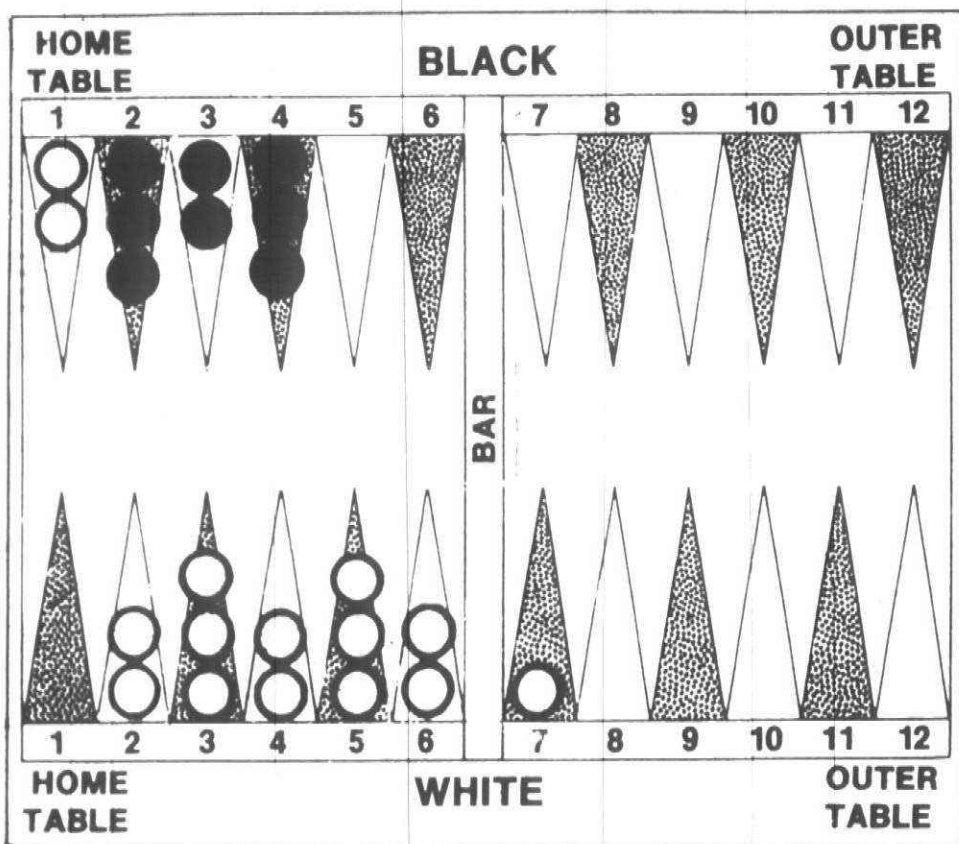 HOME
TABLE
BLACK
OUTER
TABLE
1 2 3 4 5 6 7 8 9 10 11 12
BAR
1 2 3 4 5 6 7 8 9 10 11 12
HOME
TABLE
WHITE
OUTER
TABLE